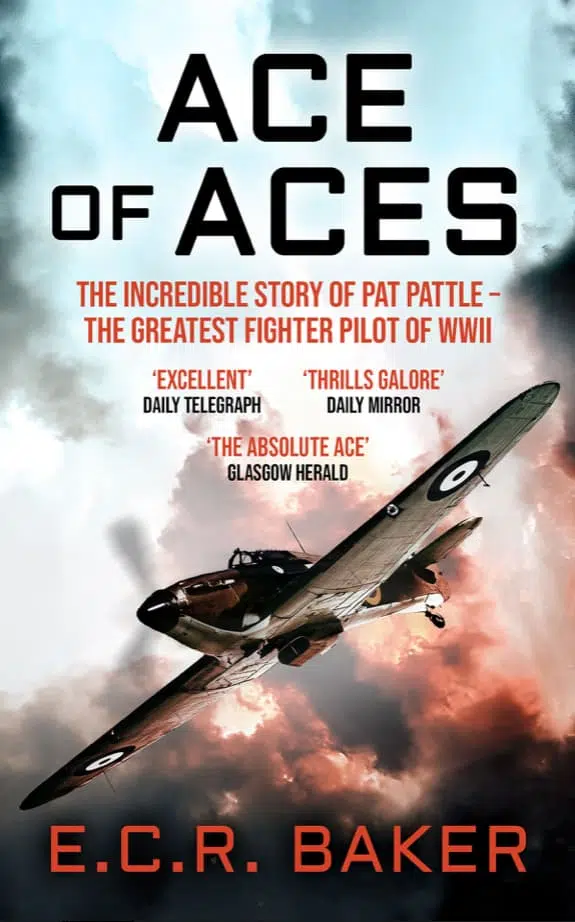 ACE
OF ACES
THE INCREDIBLE STORY OF PAT PATTLE –
THE GREATEST FIGHTER PILOT OF WWII
‘EXCELLENT’ ‘THRILLS GALORE’
DAILY TELEGRAPH DAILY MIRROR
‘THE ABSOLUTE ACE’
GLASGOW HERALD
E.C.R. BAKER